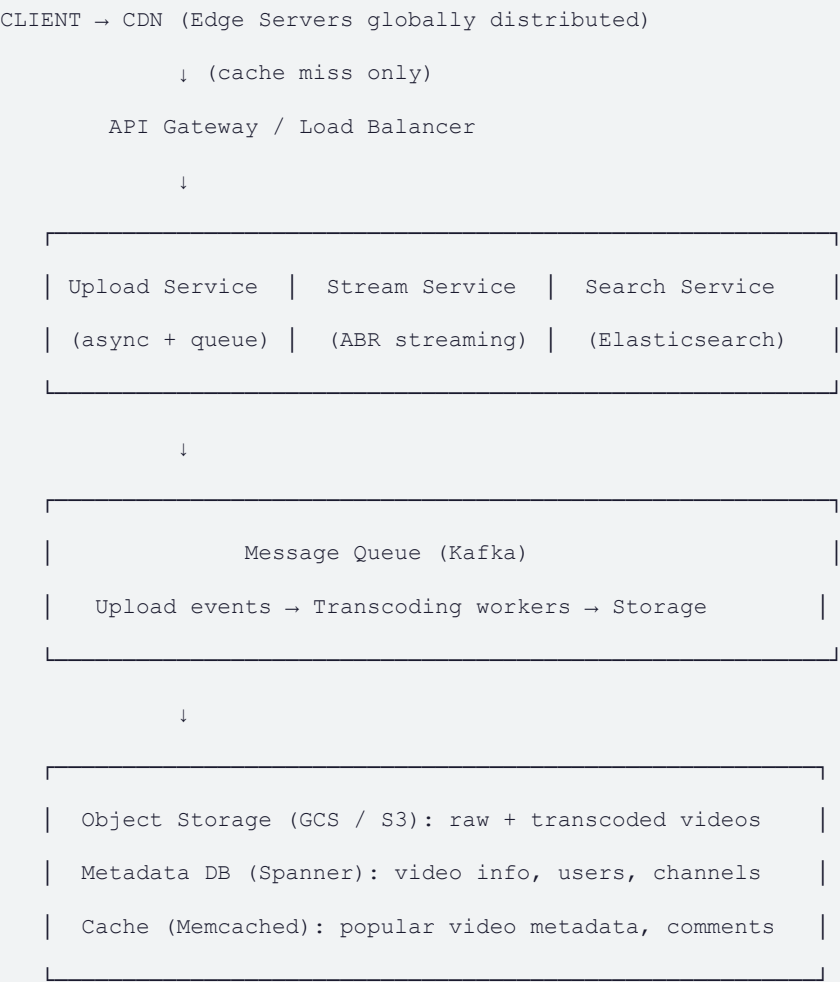 CLIENT → CDN (Edge Servers globally distributed)
↓ (cache miss only)
API Gateway / Load Balancer
↓
│ Upload Service │ Stream Service │ Search Service │
│ (async + queue) │ (ABR streaming) │ (Elasticsearch) │
↓
│ Message Queue (Kafka) │
│ Upload events → Transcoding workers → Storage │
↓
│ Object Storage (GCS / S3): raw + transcoded videos │
│ Metadata DB (Spanner): video info, users, channels │
│ Cache (Memcached): popular video metadata, comments │